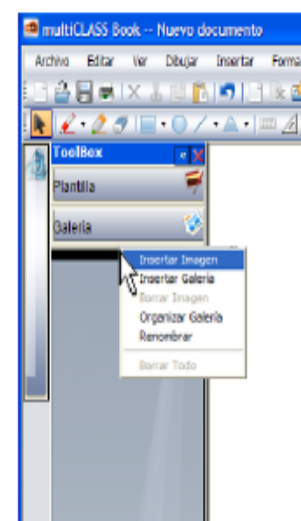 multiCLASS Book -- Nuevo documento
Archivo Editar Ver Dibujar Insertar Forma
ToolBox
Plantilla
Galería
Insertar Imagen
Insertar Galería
Borrar Imagen
Organizar Galería
Renombrar
Borrar Todo